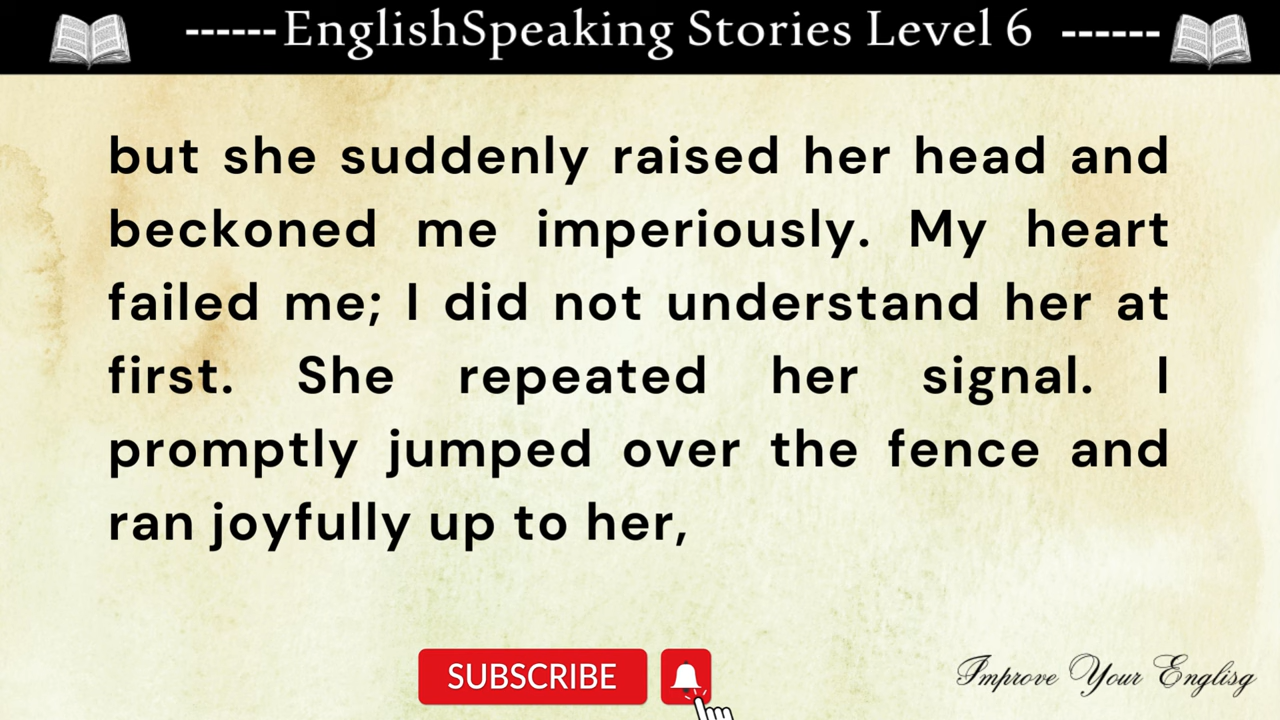 ------EnglishSpeaking Stories Level 6 ------
but she suddenly raised her head and
beckoned me imperiously. My heart
failed me; I did not understand her at
first. She repeated her signal. I
promptly jumped over the fence and
ran joyfully up to her,
SUBSCRIBE
Improve Your Englisg